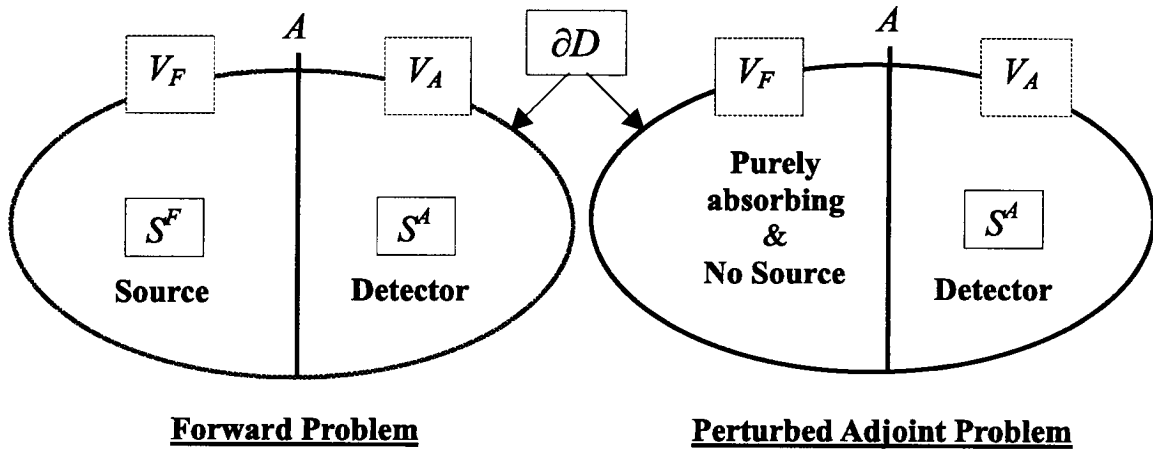 A
V_F
V_A
∂D
S^F
Source
S^A
Detector
Forward Problem
A
V_F
V_A
Purely
absorbing
&
No Source
S^A
Detector
Perturbed Adjoint Problem